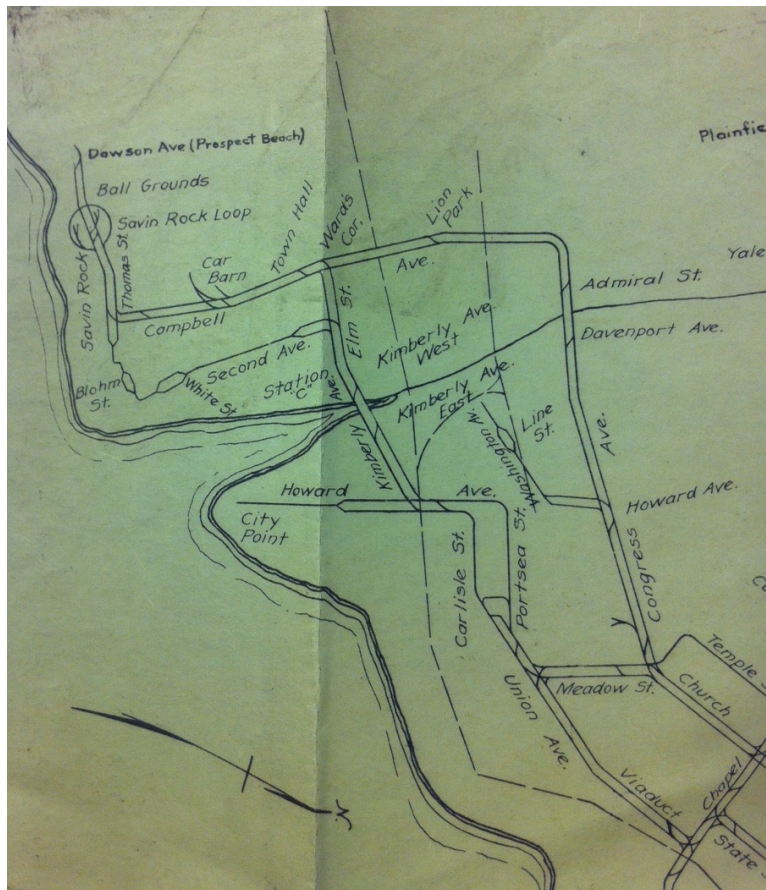 Plainfie
Dawson Ave (Prospect Beach)
Ball Grounds
Savin Rock Loop
Savin Rock
Thomas St.
Car
Barn
Town Hall
Ward's
Cor.
Lion
Park
Ave.
Campbell
Yale
Admiral St.
Davenport Ave.
Elm St.
Kimberly Ave.
West
Second Ave.
Blohm
St.
White St.
Station
"C"
Kimberly Ave.
East
Kimberly
Ave.
Washington Av.
Line
St.
Ave.
Howard
Ave.
Howard Ave.
City
Point
Carlisle St.
Portsea St.
Congress
Temple S
Church
Meadow St.
Union
Ave.
Viaduct
Chapel
State
N